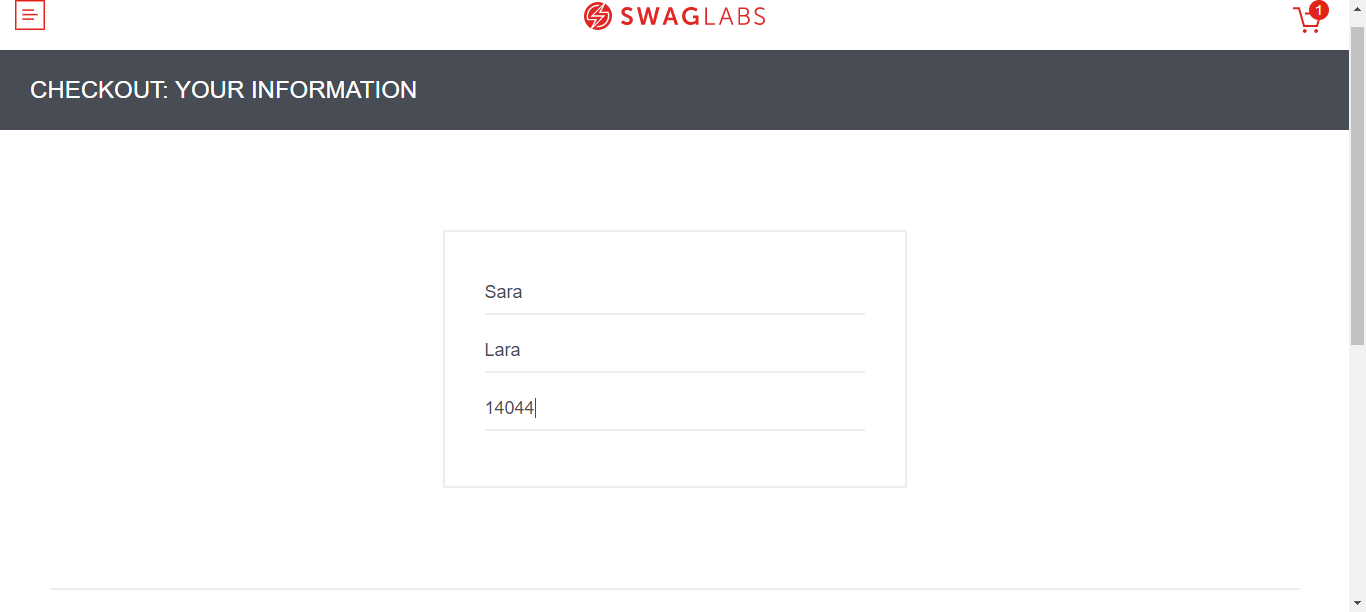 SWAGLABS
1
CHECKOUT: YOUR INFORMATION
Sara
Lara
14044